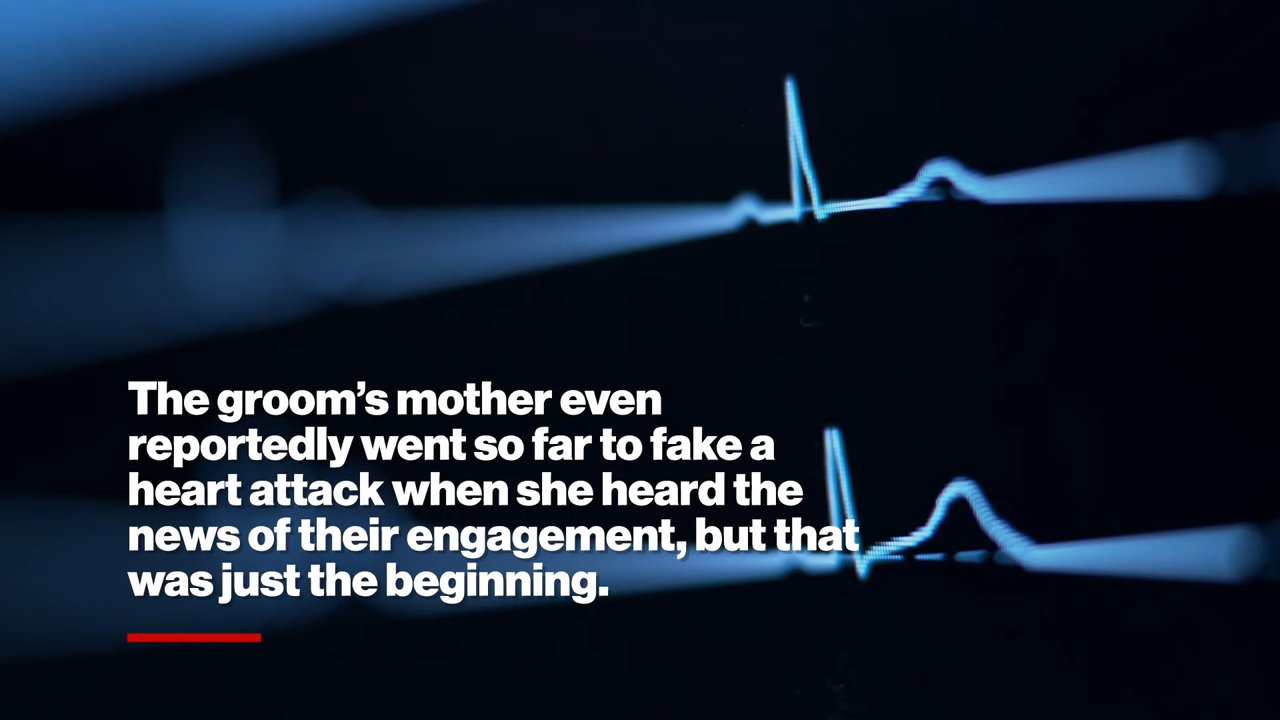 The groom’s mother even
reportedly went so far to fake a
heart attack when she heard the
news of their engagement, but that
was just the beginning.